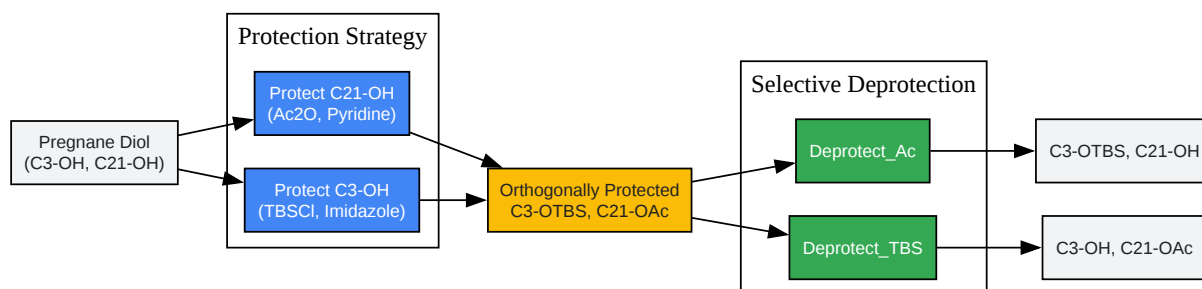 Protection Strategy
Protect C21-OH
(Ac2O, Pyridine)
Pregnane Diol
(C3-OH, C21-OH)
Protect C3-OH
(TBSCl, Imidazole)
Orthogonally Protected
C3-OTBS, C21-OAc
Selective Deprotection
Deprotect_Ac
C3-OTBS, C21-OH
Deprotect_TBS
C3-OH, C21-OAc